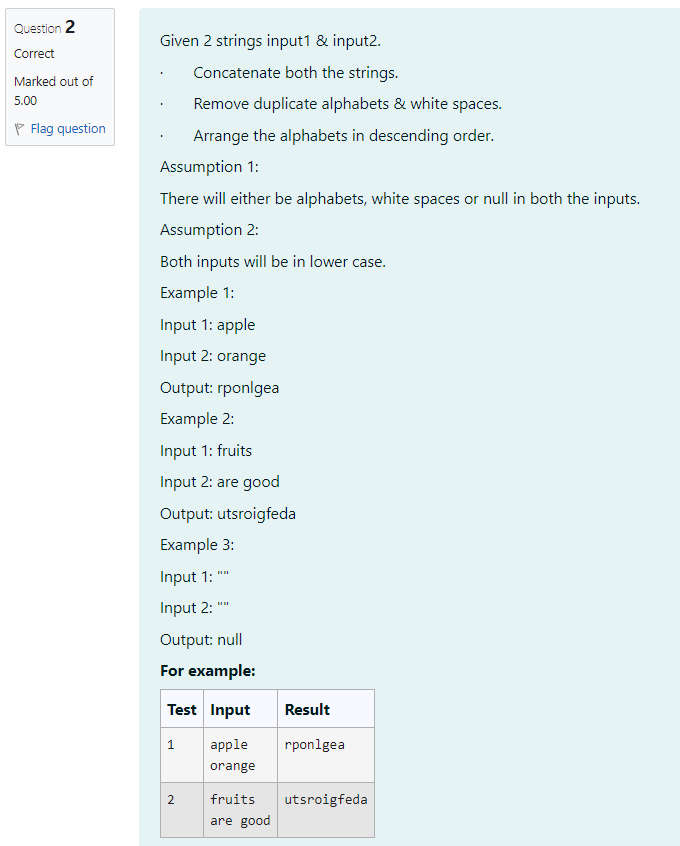 Question 2
Correct
Marked out of
5.00
Flag question
Given 2 strings input1 & input2.
· Concatenate both the strings.
· Remove duplicate alphabets & white spaces.
· Arrange the alphabets in descending order.
Assumption 1:
There will either be alphabets, white spaces or null in both the inputs.
Assumption 2:
Both inputs will be in lower case.
Example 1:
Input 1: apple
Input 2: orange
Output: rponlgea
Example 2:
Input 1: fruits
Input 2: are good
Output: utsroigfeda
Example 3:
Input 1: ""
Input 2: ""
Output: null
For example:
Test Input Result
1 apple rponlgea
orange
2 fruits utsroigfeda
are good